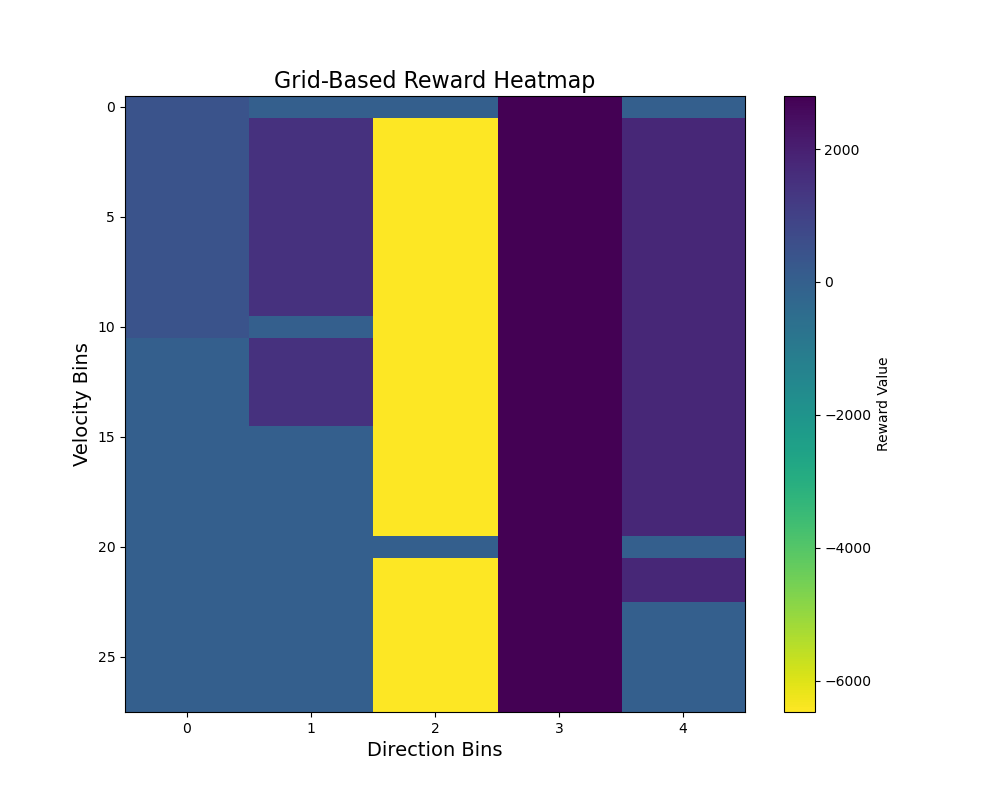 Grid-Based Reward Heatmap
Velocity Bins
0
5
10
15
20
25
0 1 2 3 4
Direction Bins
2000
0
−2000
−4000
−6000
Reward Value